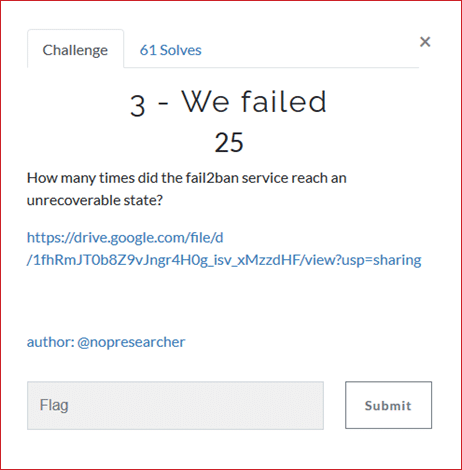 Challenge
61 Solves
×
3 - We failed
25
How many times did the fail2ban service reach an
unrecoverable state?
https://drive.google.com/file/d
/1fhRmJT0b8Z9vJngr4H0g_isv_xMzzdHF/view?usp=sharing
author: @nopresearcher
Flag
Submit